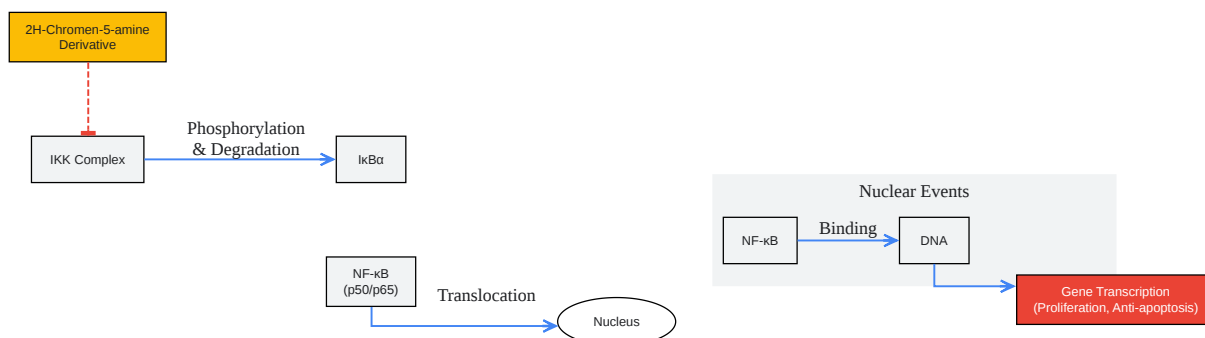 2H-Chromen-5-amine
Derivative
Phosphorylation
& Degradation
IKK Complex
IκBα
Nuclear Events
NF-κB
Binding
DNA
NF-κB
(p50/p65)
Translocation
Nucleus
Gene Transcription
(Proliferation, Anti-apoptosis)